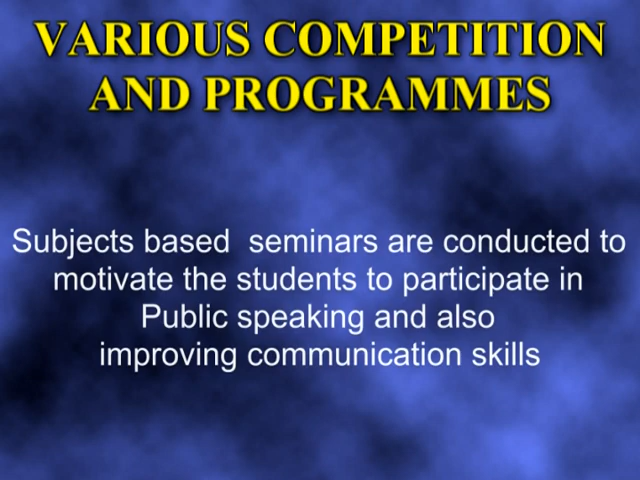 VARIOUS COMPETITION
AND PROGRAMMES
Subjects based  seminars are conducted to
motivate the students to participate in
Public speaking and also
improving communication skills